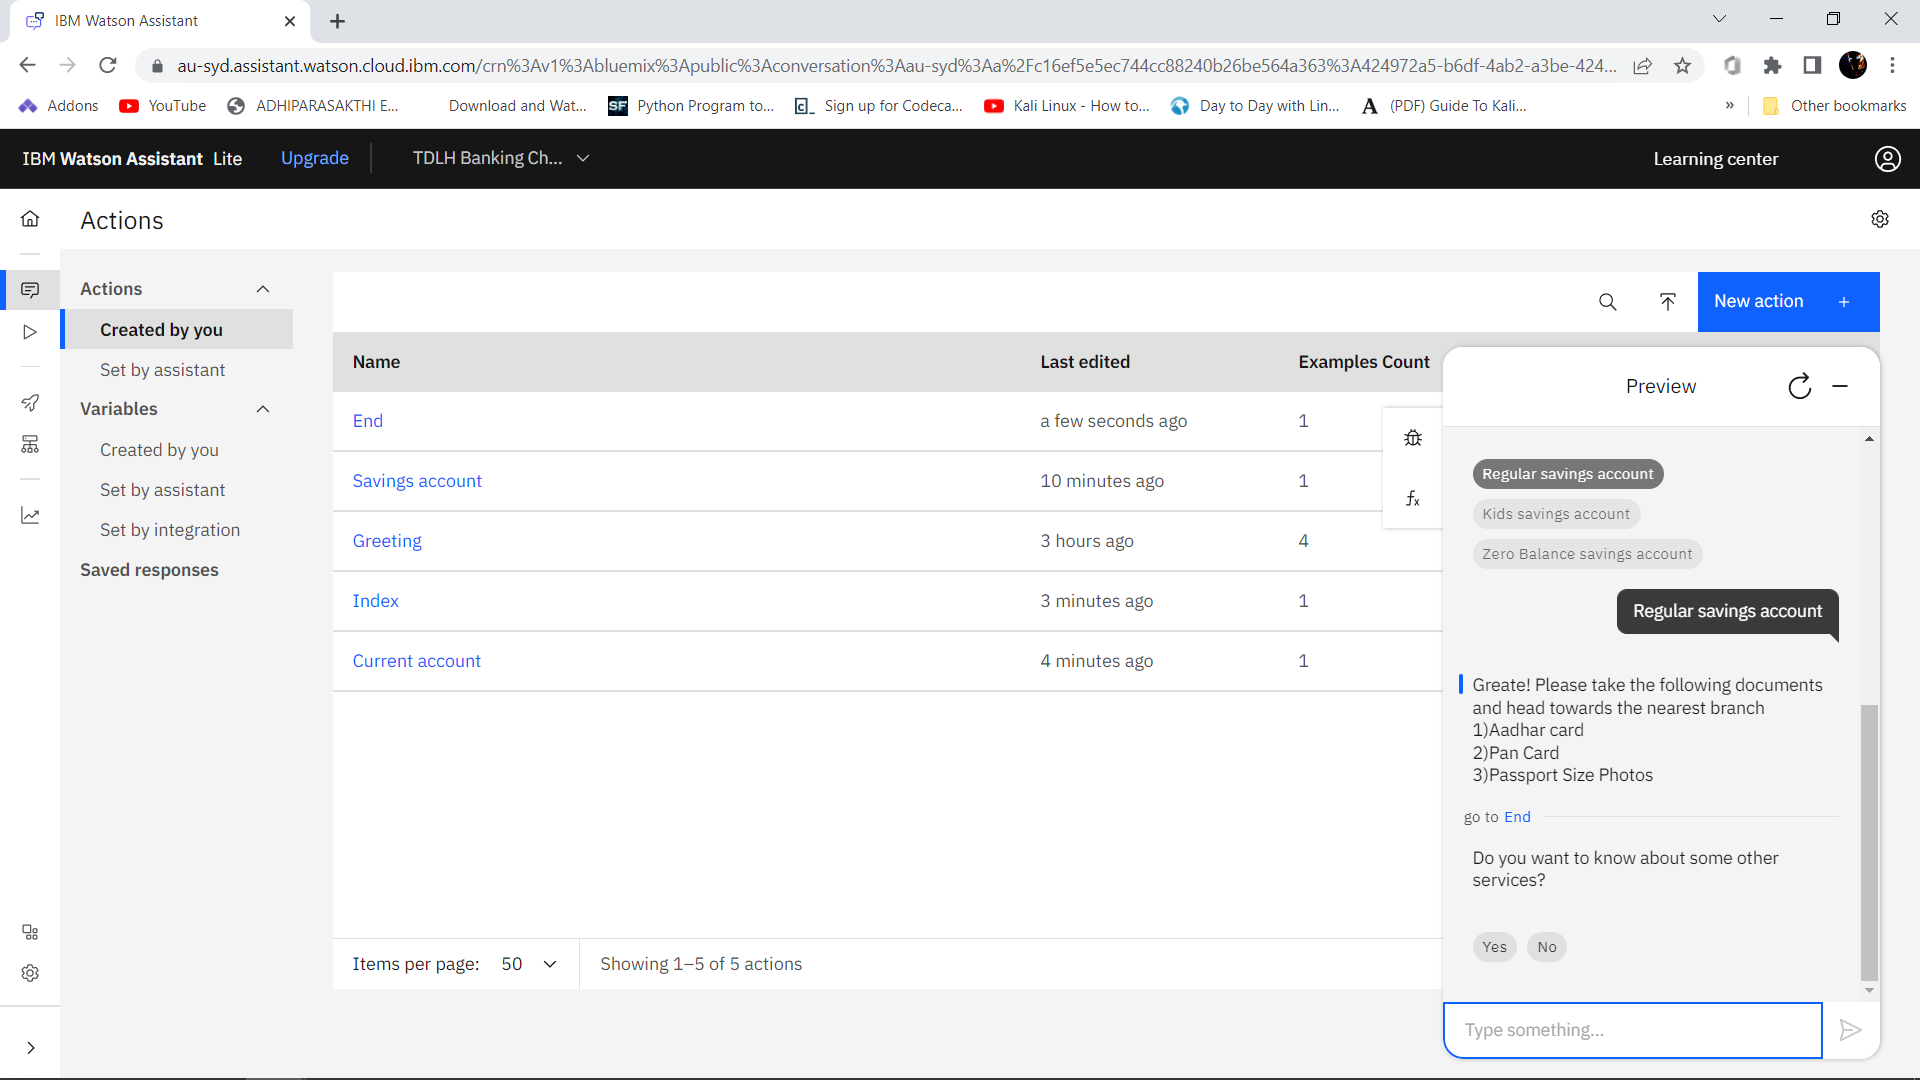 IBM Watson Assistant
au-syd.assistant.watson.cloud.ibm.com/crn%3Av1%3Abluemix%3Apublic%3Aconversation%3Aau-syd%3Aa%2Fc16ef5e5ec744cc88240b26be564a363%3A424972a5-b6df-4ab2-a3be-424...
Addons
YouTube
ADHIPARASAKTHI E...
Download and Wat...
SF Python Program to...
c_ Sign up for Codeca...
Kali Linux - How to...
Day to Day with Lin...
A (PDF) Guide To Kali...
» Other bookmarks
IBM Watson Assistant Lite Upgrade TDLH Banking Ch... Learning center
Actions
Actions
Created by you
Set by assistant
Variables
Created by you
Set by assistant
Set by integration
Saved responses
New action +
Name Last edited Examples Count
End a few seconds ago 1
Savings account 10 minutes ago 1
Greeting 3 hours ago 4
Index 3 minutes ago 1
Current account 4 minutes ago 1
Items per page: 50 Showing 1–5 of 5 actions
fx
Preview
Regular savings account
Kids savings account
Zero Balance savings account
Regular savings account
Greate! Please take the following documents
and head towards the nearest branch
1)Aadhar card
2)Pan Card
3)Passport Size Photos
go to End
Do you want to know about some other
services?
Yes No
Type something...